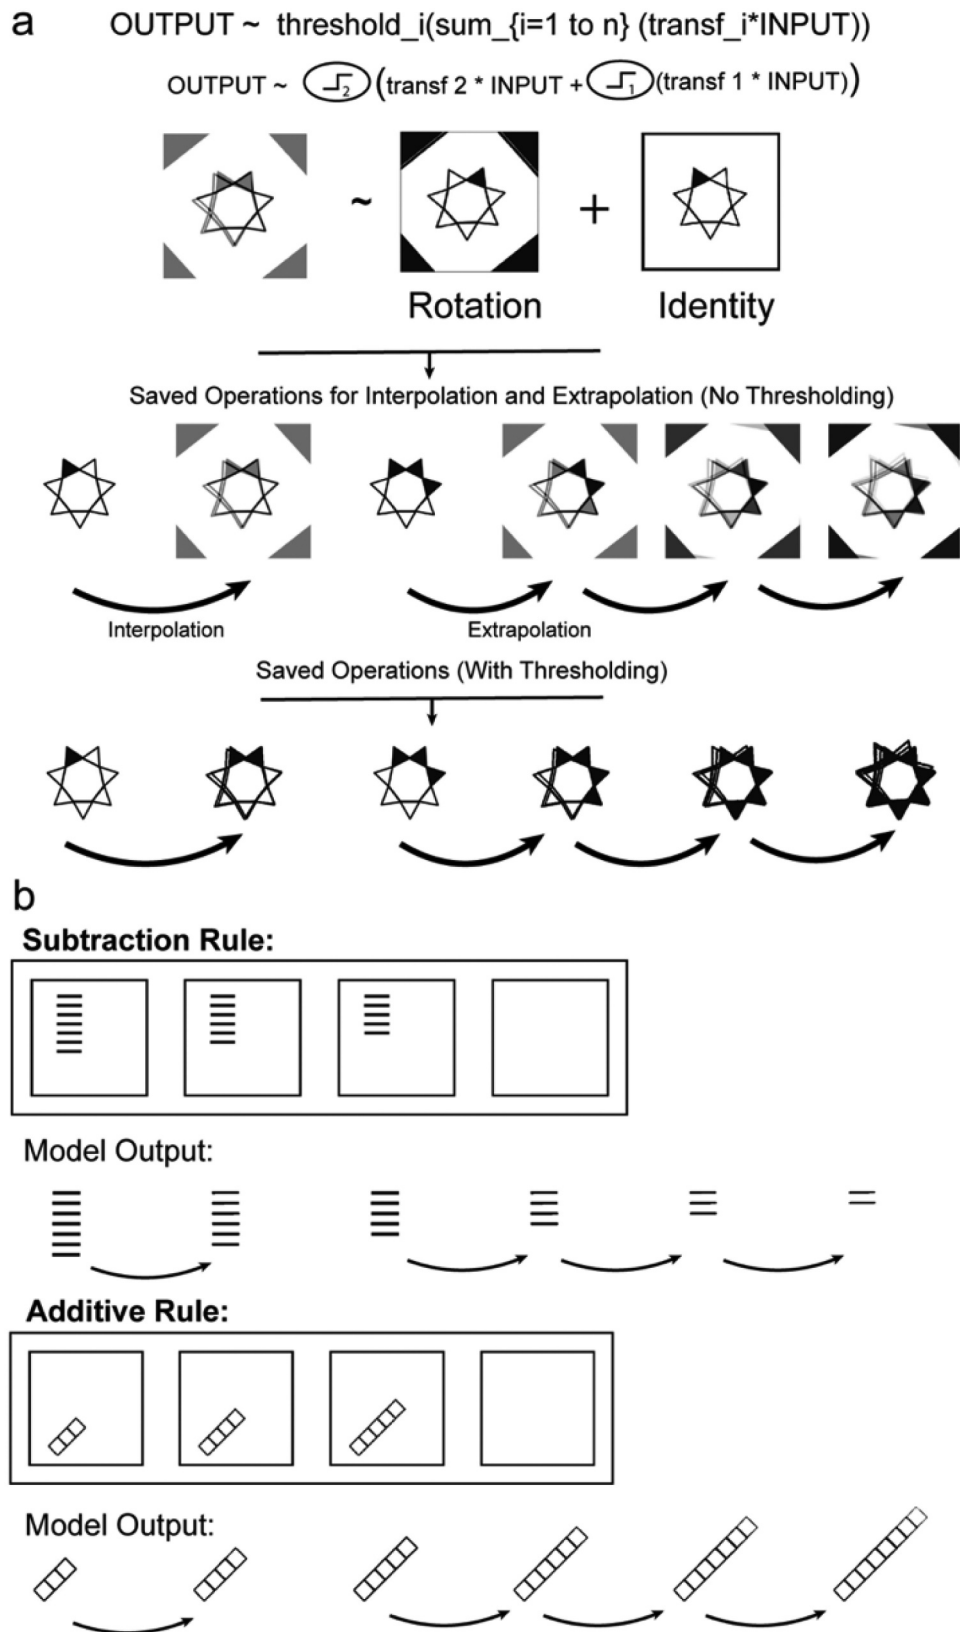 a
OUTPUT ~ threshold_i(sum_{i=1 to n} (transf_i*INPUT))
OUTPUT ~ 2 (transf 2 * INPUT + 1 (transf 1 * INPUT))
~ +
Rotation Identity
Saved Operations for Interpolation and Extrapolation (No Thresholding)
Interpolation Extrapolation
Saved Operations (With Thresholding)
b
Subtraction Rule:
Model Output:
Additive Rule:
Model Output: